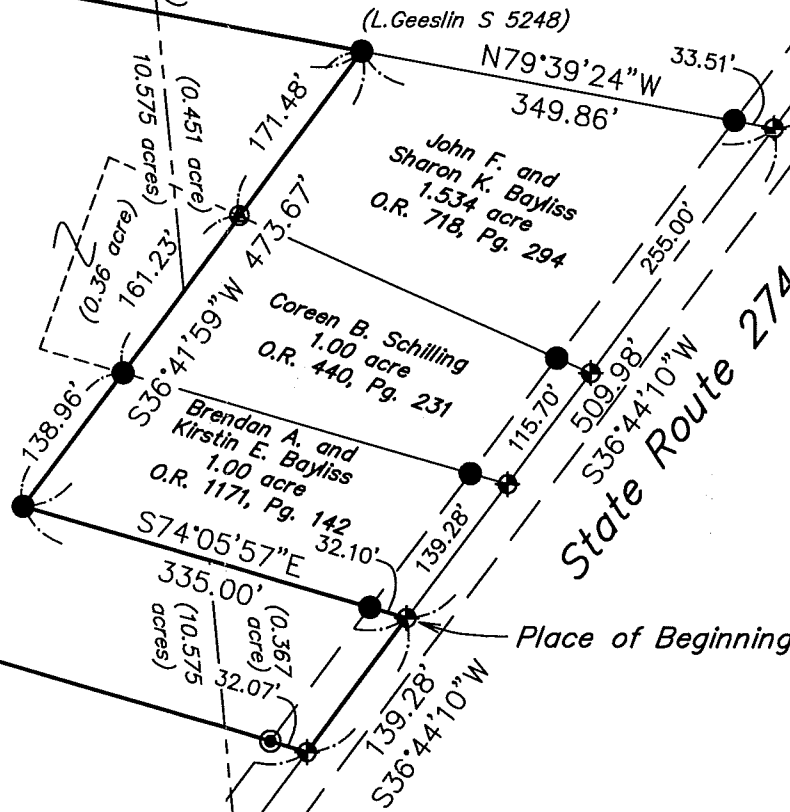 (L.Geeslin S 5248)
N79°39'24"W
33.51'
349.86'
171.48'
(0.451 acre)
10.575 acres)
John F. and
Sharon K. Bayliss
1.534 acre
O.R. 718, Pg. 294
255.00'
(0.36 acre)
161.23'
S36°41'59"W 473.67'
Coreen B. Schilling
1.00 acre
O.R. 440, Pg. 231
115.70'
509.98'
S36°44'10"W
State Route 274
138.96'
Brendan A. and
Kirstin E. Bayliss
1.00 acre
O.R. 1171, Pg. 142
139.28'
S74°05'57"E
32.10'
335.00'
Place of Beginning
(0.367
acre)
(10.575
acres)
32.07'
139.28'
S36°44'10"W